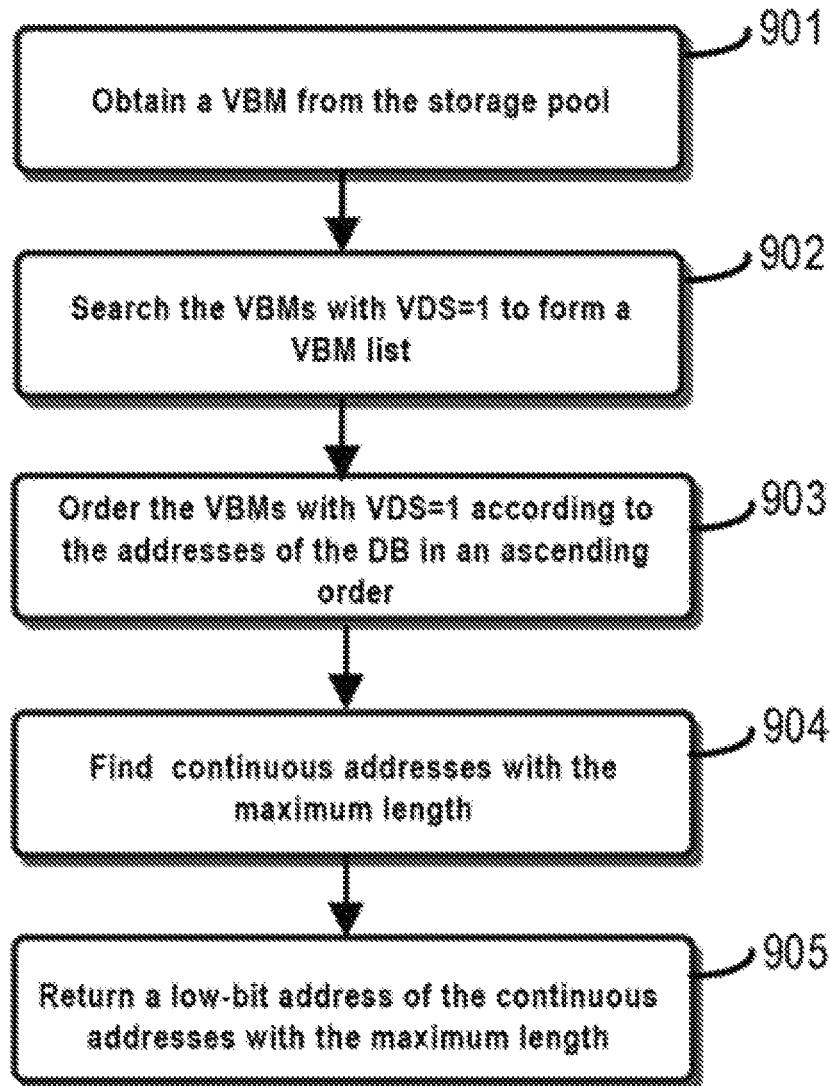 901
Obtain a VBM from the storage pool
902
Search the VBMs with VDS=1 to form a
VBM list
903
Order the VBMs with VDS=1 according to
the addresses of the DB in an ascending
order
904
Find continuous addresses with the
maximum length
905
Return a low-bit address of the continuous
addresses with the maximum length